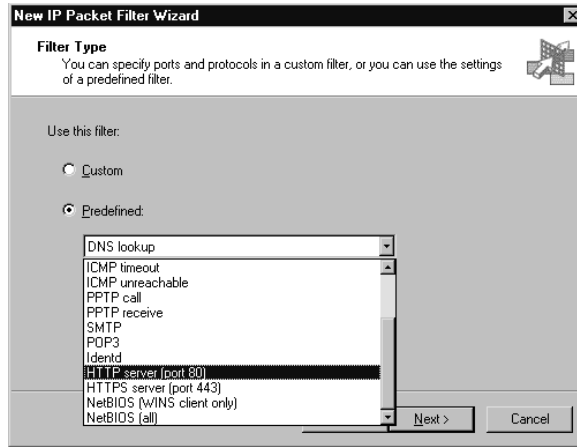 New IP Packet Filter Wizard
Filter Type
You can specify ports and protocols in a custom filter, or you can use the settings
of a predefined filter.
Use this filter:
Custom
Predefined:
DNS lookup
ICMP timeout
ICMP unreachable
PPTP call
PPTP receive
SMTP
POP3
Identd
HTTP server (port 80)
HTTPS server (port 443)
NetBIOS (WINS client only)
NetBIOS (all)
Next >
Cancel